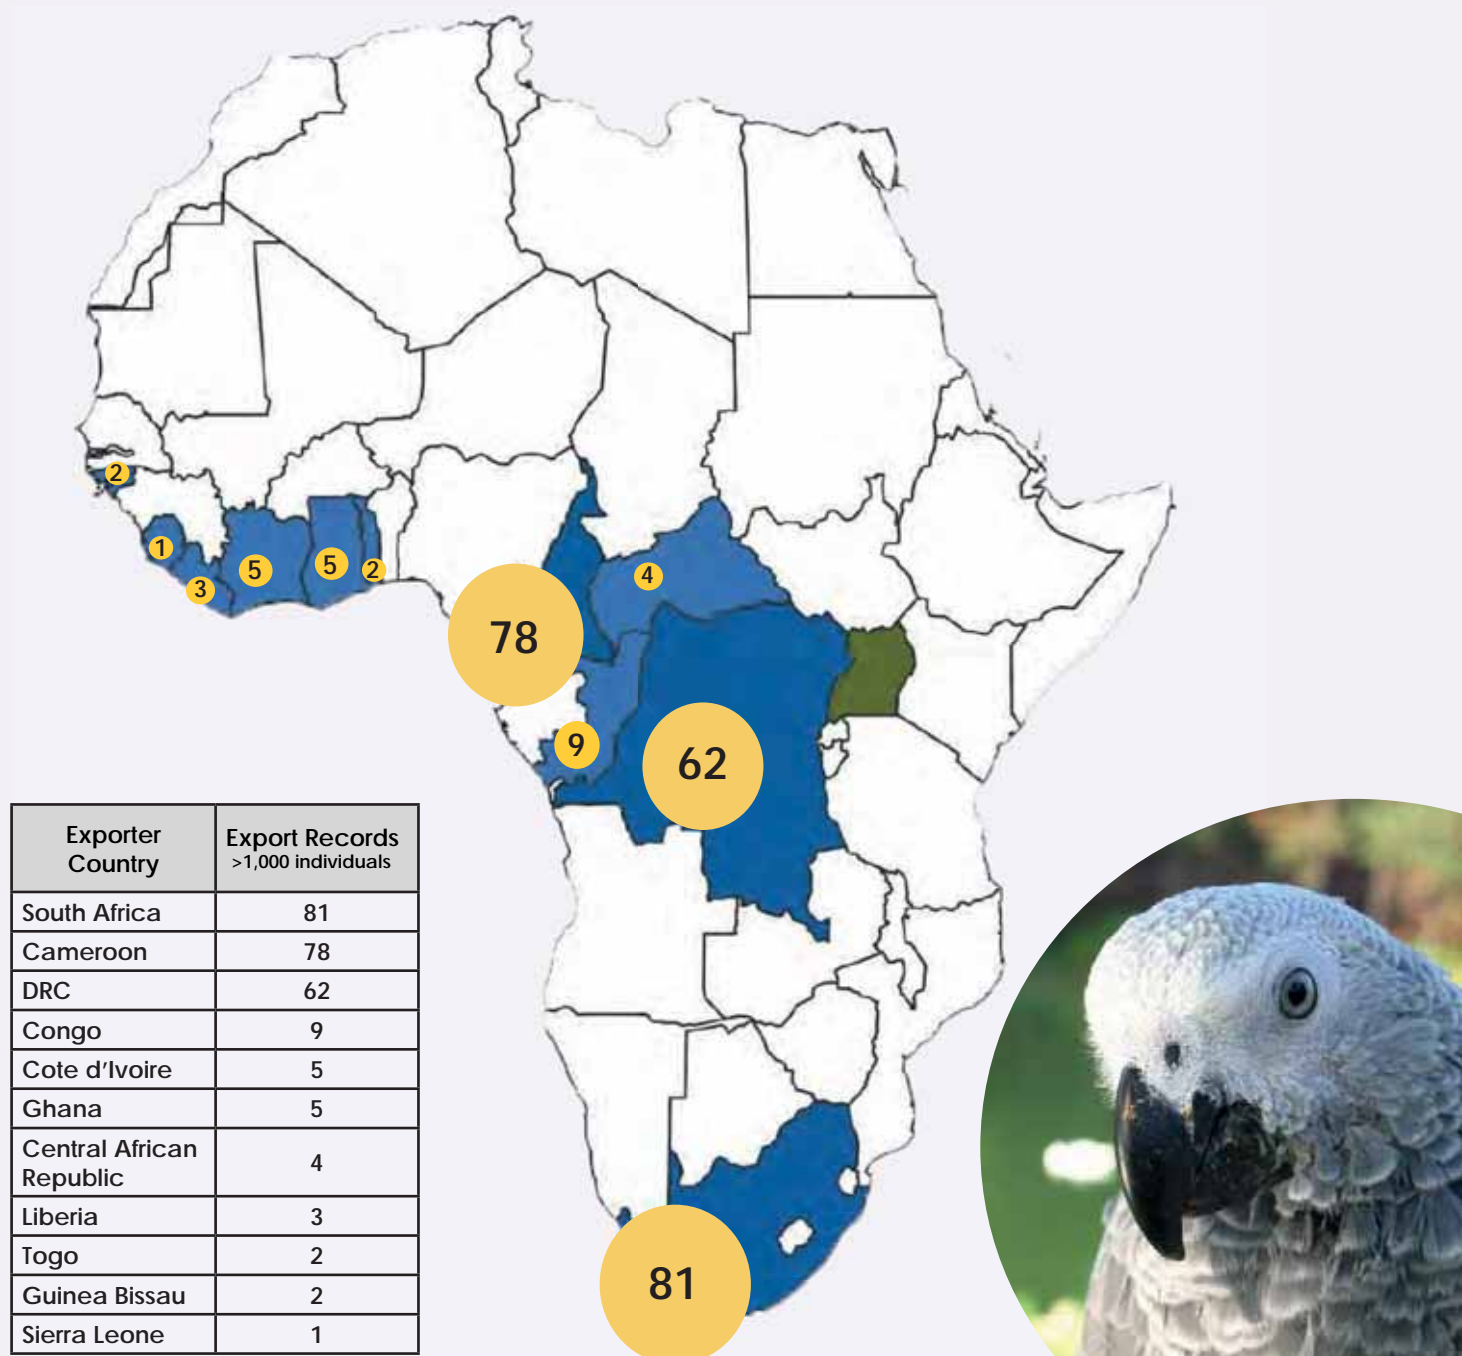 2
1
3
5
5
2
4
78
9
62
81
Exporter
Country
Export Records
>1,000 individuals
South Africa
81
Cameroon
78
DRC
62
Congo
9
Cote d'Ivoire
5
Ghana
5
Central African
Republic
4
Liberia
3
Togo
2
Guinea Bissau
2
Sierra Leone
1